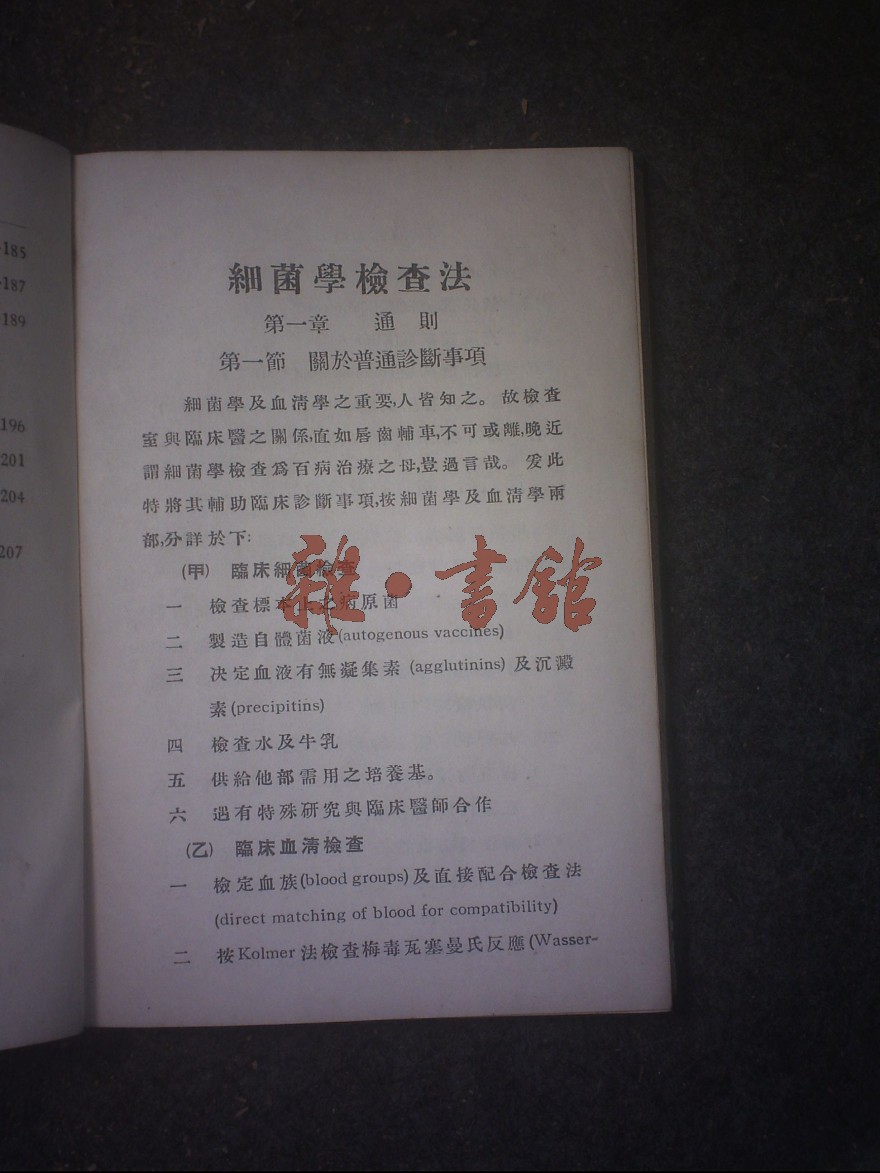 185
187
189
196
201
204
207
細菌學檢查法
第一章 通則
第一節 關於普通診斷事項
細菌學及血清學之重要,人皆知之。故檢查
室與臨床醫之關係,直如唇齒輔車,不可或離,晚近
謂細菌學檢查爲百病治療之母,豈過言哉。爰此
特將其輔助臨床診斷事項,按細菌學及血清學兩
部,分詳於下:
(甲) 臨床細菌檢查
一 檢查標本上之病原菌
二 製造自體菌液(autogenous vaccines)
三 決定血液有無凝集素 (agglutinins) 及沉澱
素(precipitins)
四 檢查水及牛乳
五 供給他部需用之培養基。
六 遇有特殊研究與臨床醫師合作
(乙) 臨床血清檢查
一 檢定血族(blood groups)及直接配合檢查法
(direct matching of blood for compatibility)
二 按Kolmer法檢查梅毒瓦塞曼氏反應(Wasser-
雜·書館